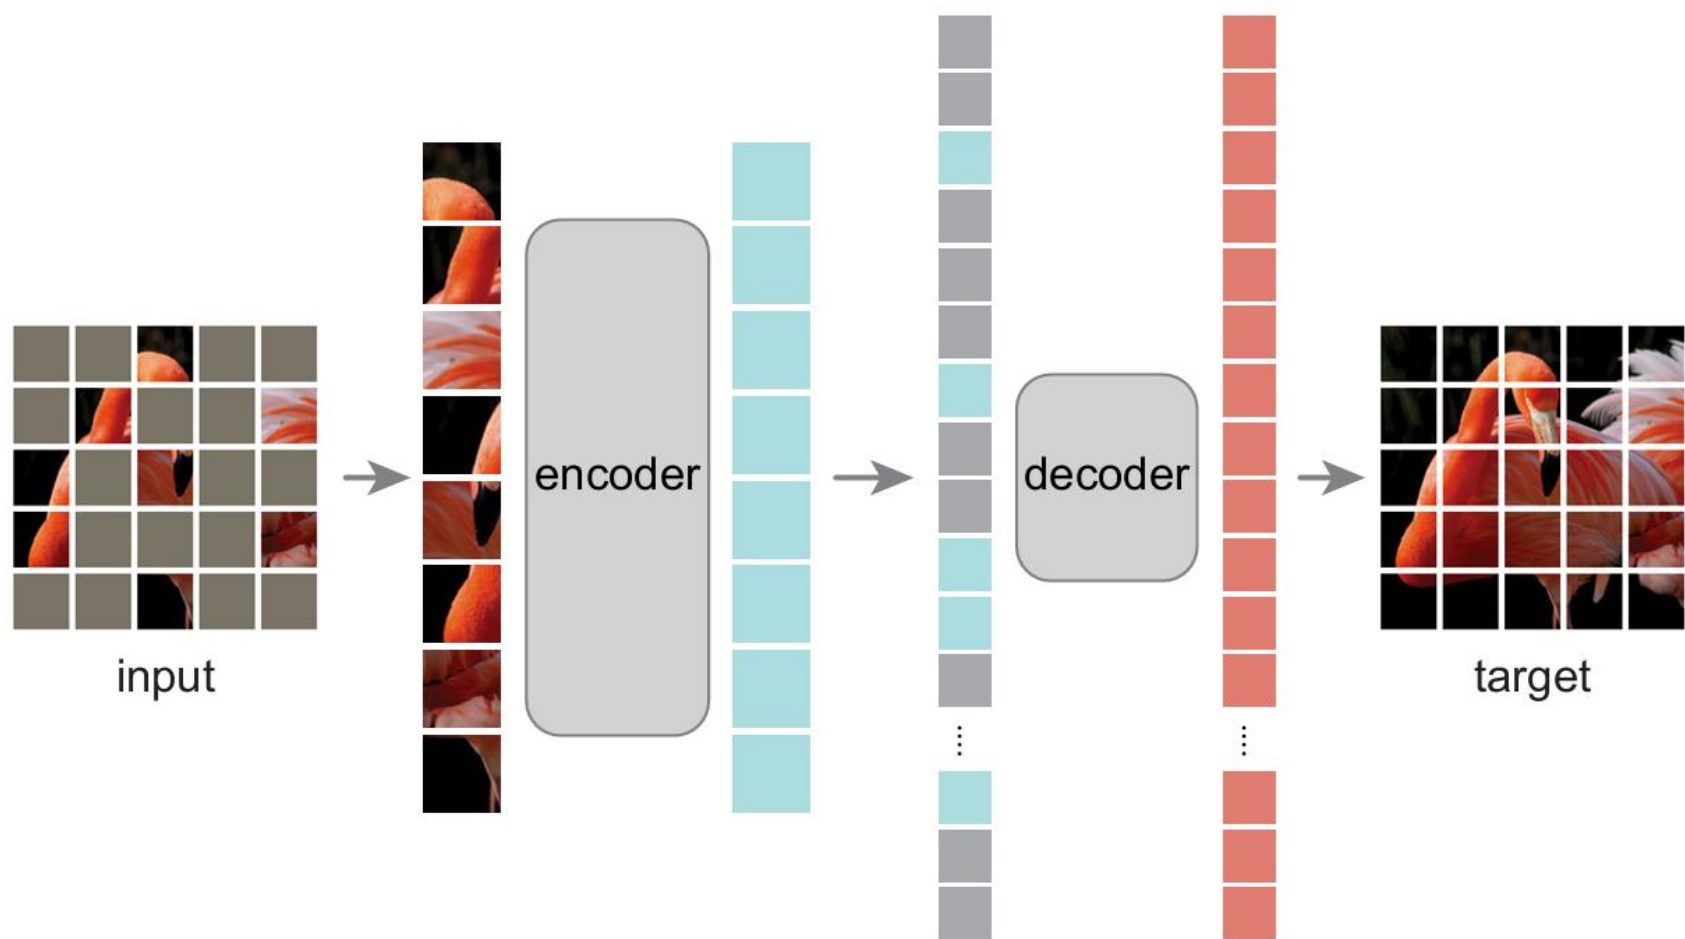 input
encoder
decoder
target